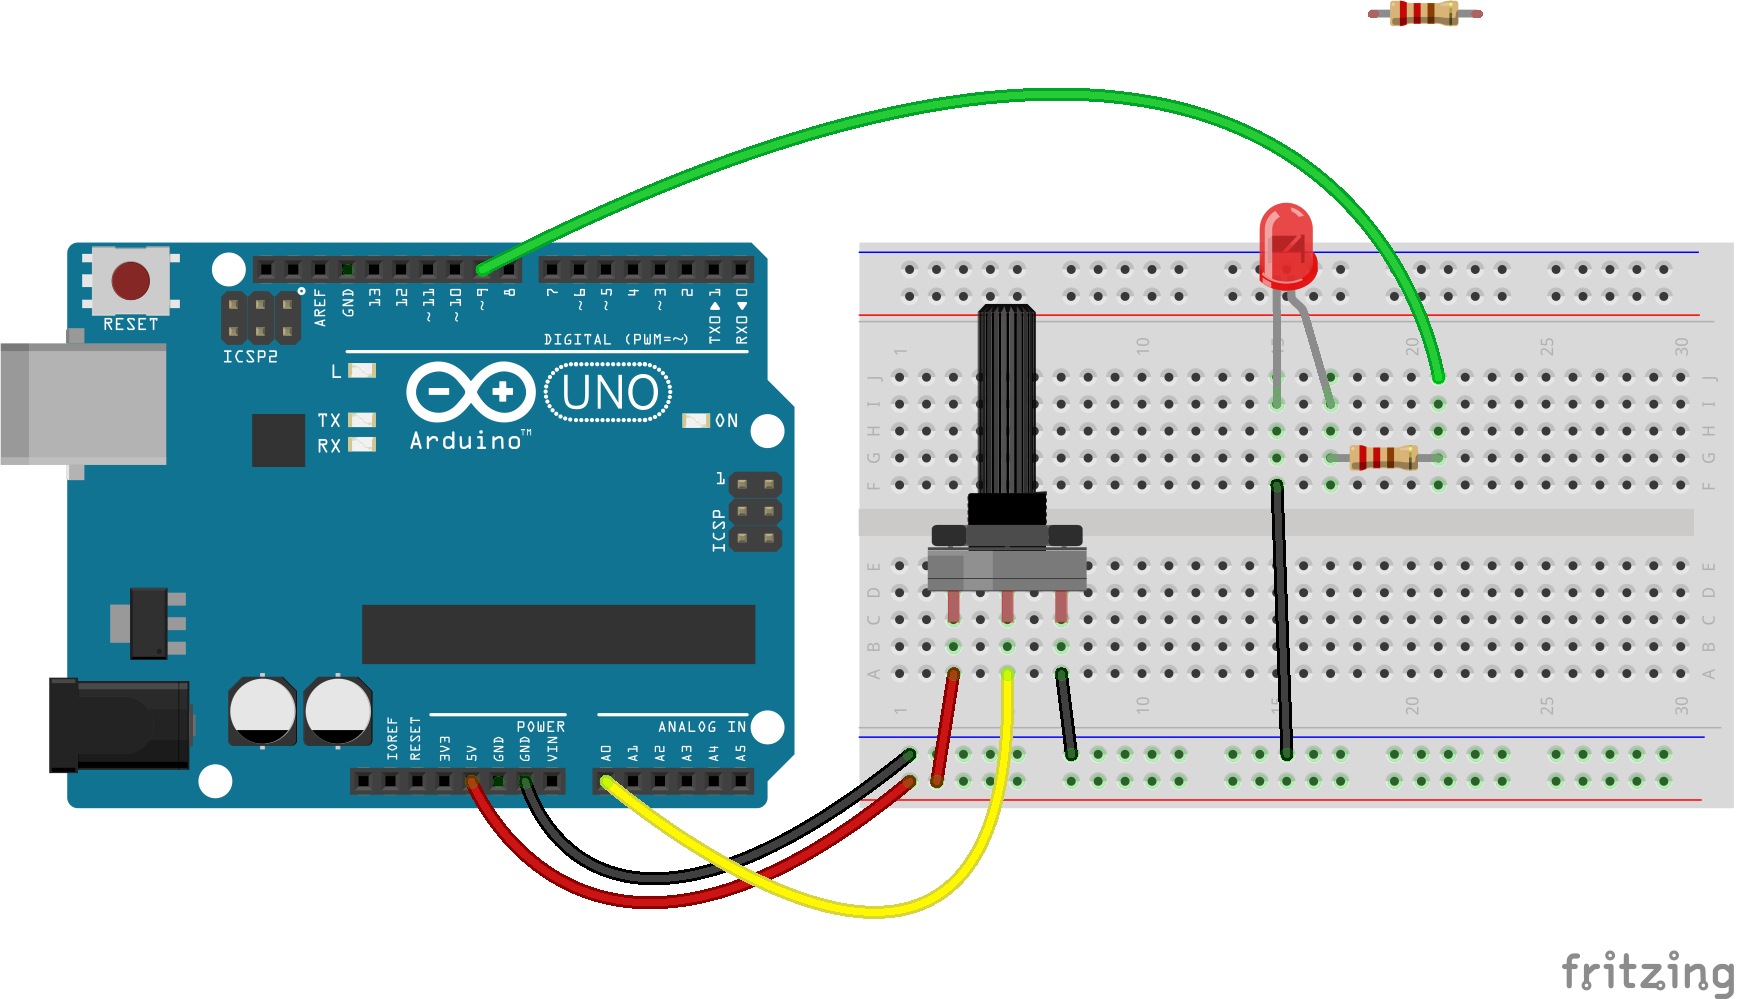 RESET
ICSP2
AREF
GND
13
12
~11
~10
~9
8
7
~6
~5
4
~3
2
TX0▶1
RX0◀0
DIGITAL (PWM=~)
L
TX
RX
UNO
Arduino™
ON
1
ICSP
IOREF
RESET
3V3
5V
GND
GND
VIN
POWER
ANALOG IN
A0
A1
A2
A3
A4
A5
1
10
15
20
25
30
J
J
I
I
H
H
G
G
F
F
E
E
D
D
C
C
B
B
A
A
1
10
15
20
25
30
fritzing